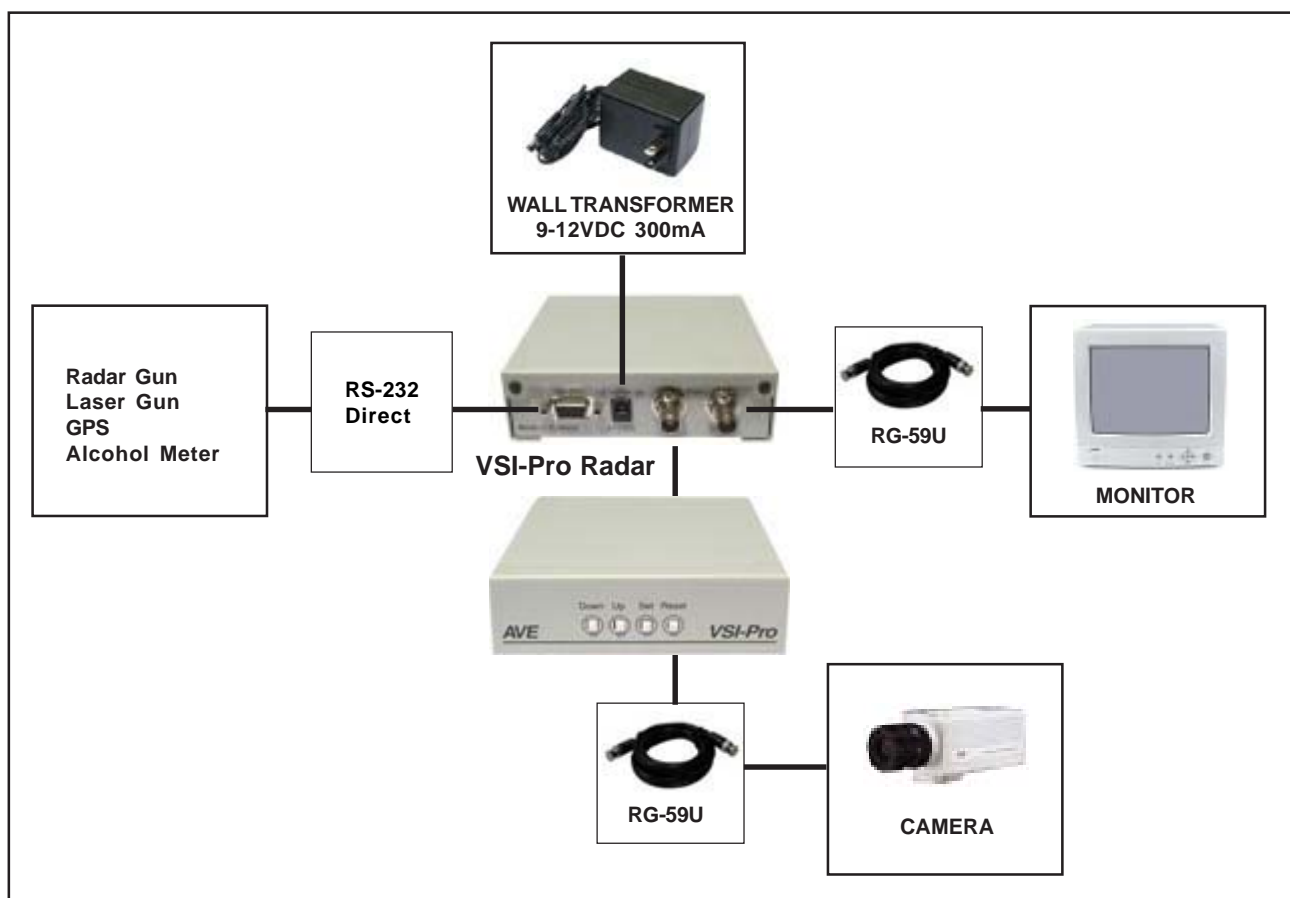 WALL TRANSFORMER
9-12VDC 300mA
Radar Gun
Laser Gun
GPS
Alcohol Meter
RS-232
Direct
RG-59U
MONITOR
VSI-Pro Radar
Down Up Set Reset
AVE VSI-Pro
RG-59U
CAMERA